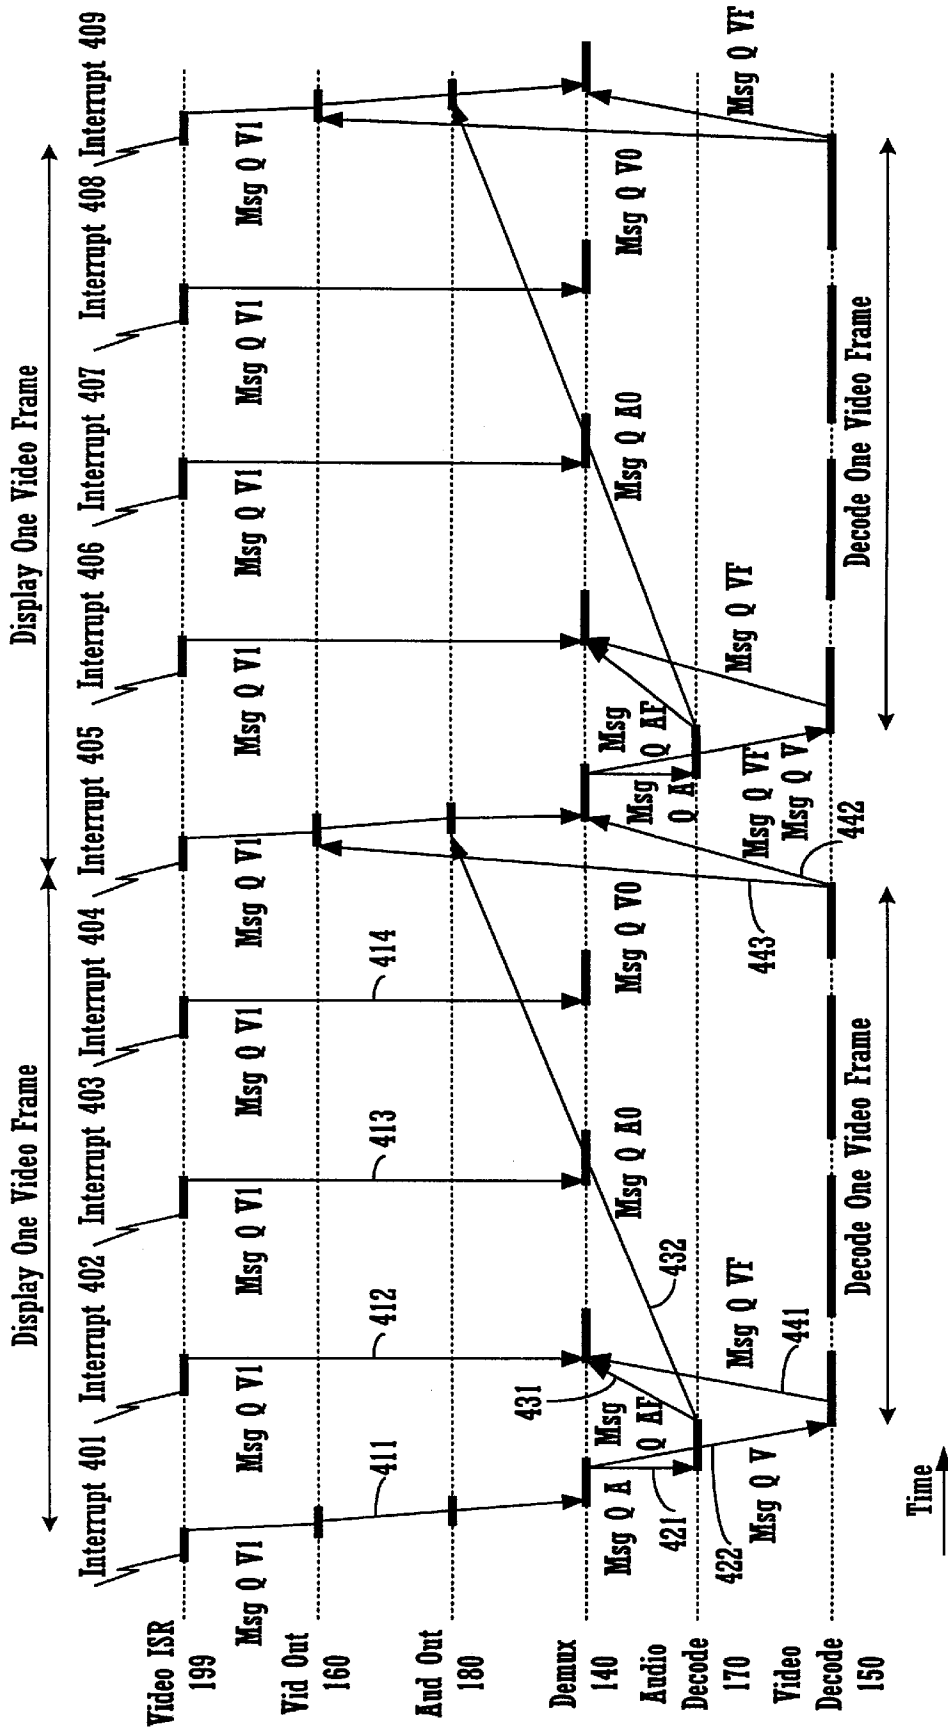 Display One Video Frame
Display One Video Frame
Interrupt 401
Interrupt 402
Interrupt 403
Interrupt 404
Interrupt 405
Interrupt 406
Interrupt 407
Interrupt 408
Interrupt 409
Video ISR
199
Msg Q V1
Msg Q V1
Msg Q V1
Msg Q V1
Msg Q V1
Msg Q V1
Msg Q V1
Msg Q V1
Msg Q V1
Vid Out
160
411
412
413
414
Aud Out
180
Demux
140
Msg Q A
Msg
Q AF
431
Msg Q A0
Msg Q V0
Msg
Q A
Msg
Q AF
Msg Q A0
Msg Q V0
421
432
Audio
Decode
170
422
Msg Q V
Msg Q VF
443
Msg Q VF
Msg Q V
Msg Q VF
Msg Q VF
441
442
Video
Decode
150
Decode One Video Frame
Decode One Video Frame
Time